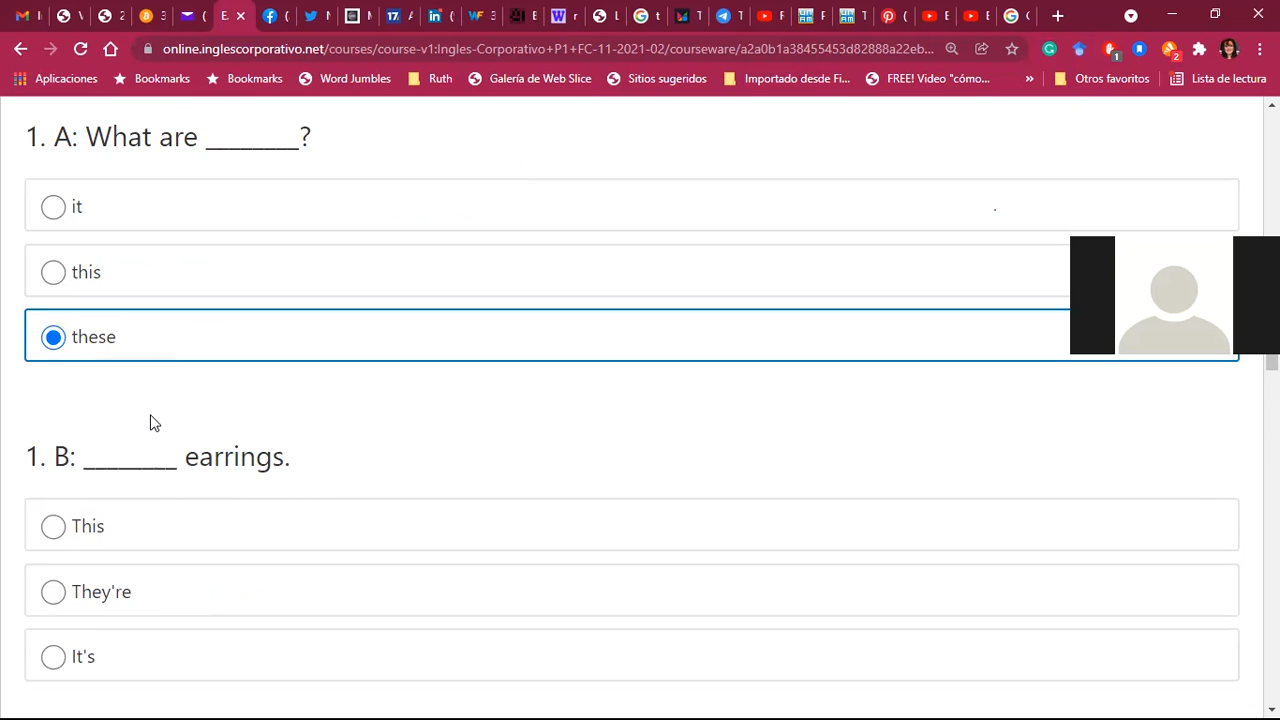 online.inglescorporativo.net/courses/course-v1:Ingles-Corporativo+P1+FC-11-2021-02/courseware/a2a0b1a38455453d82888a22eb...
Aplicaciones Bookmarks Bookmarks Word Jumbles Ruth Galería de Web Slice Sitios sugeridos Importado desde Fi... FREE! Video "cómo... » Otros favoritos Lista de lectura
1. A: What are ________?
it
this
these
1. B: ________ earrings.
This
They're
It's